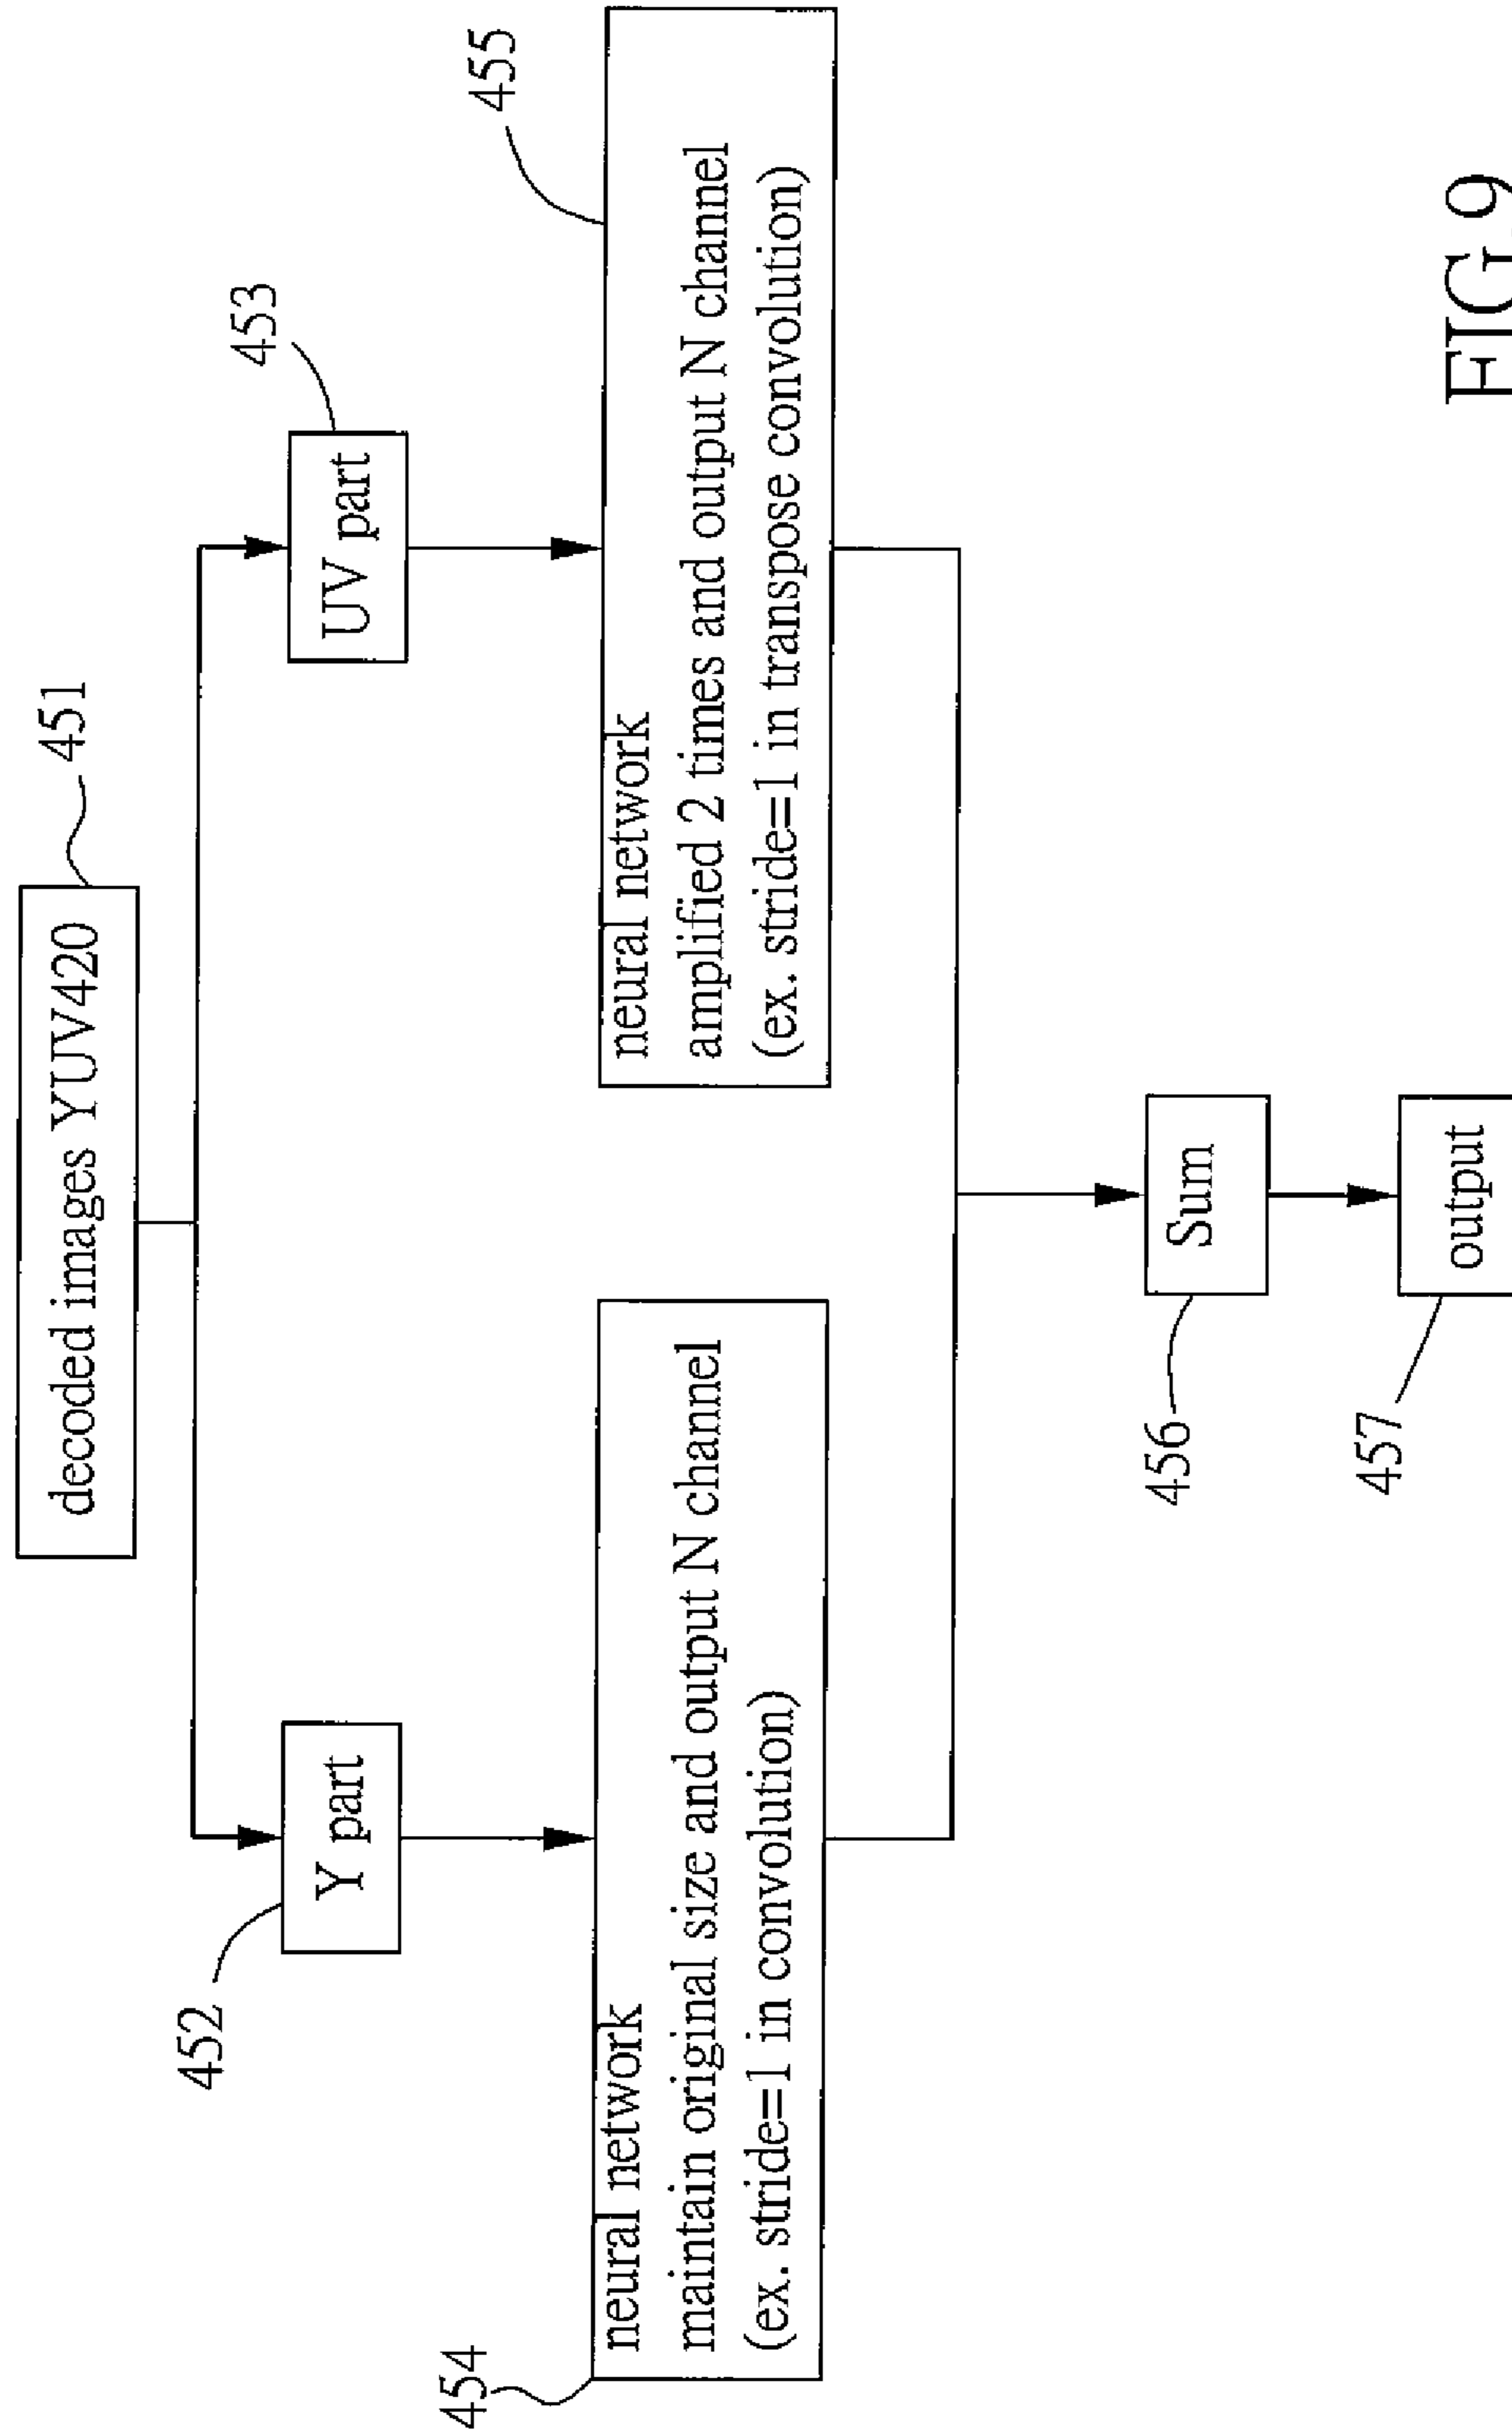 decoded images YUV420
451
452
Y part
UV part
453
454
neural network
maintain original size and output N channel
(ex. stride=1 in convolution)
neural network
amplified 2 times and output N channel
(ex. stride=1 in transpose convolution)
455
456
Sum
457
output
FIG.9